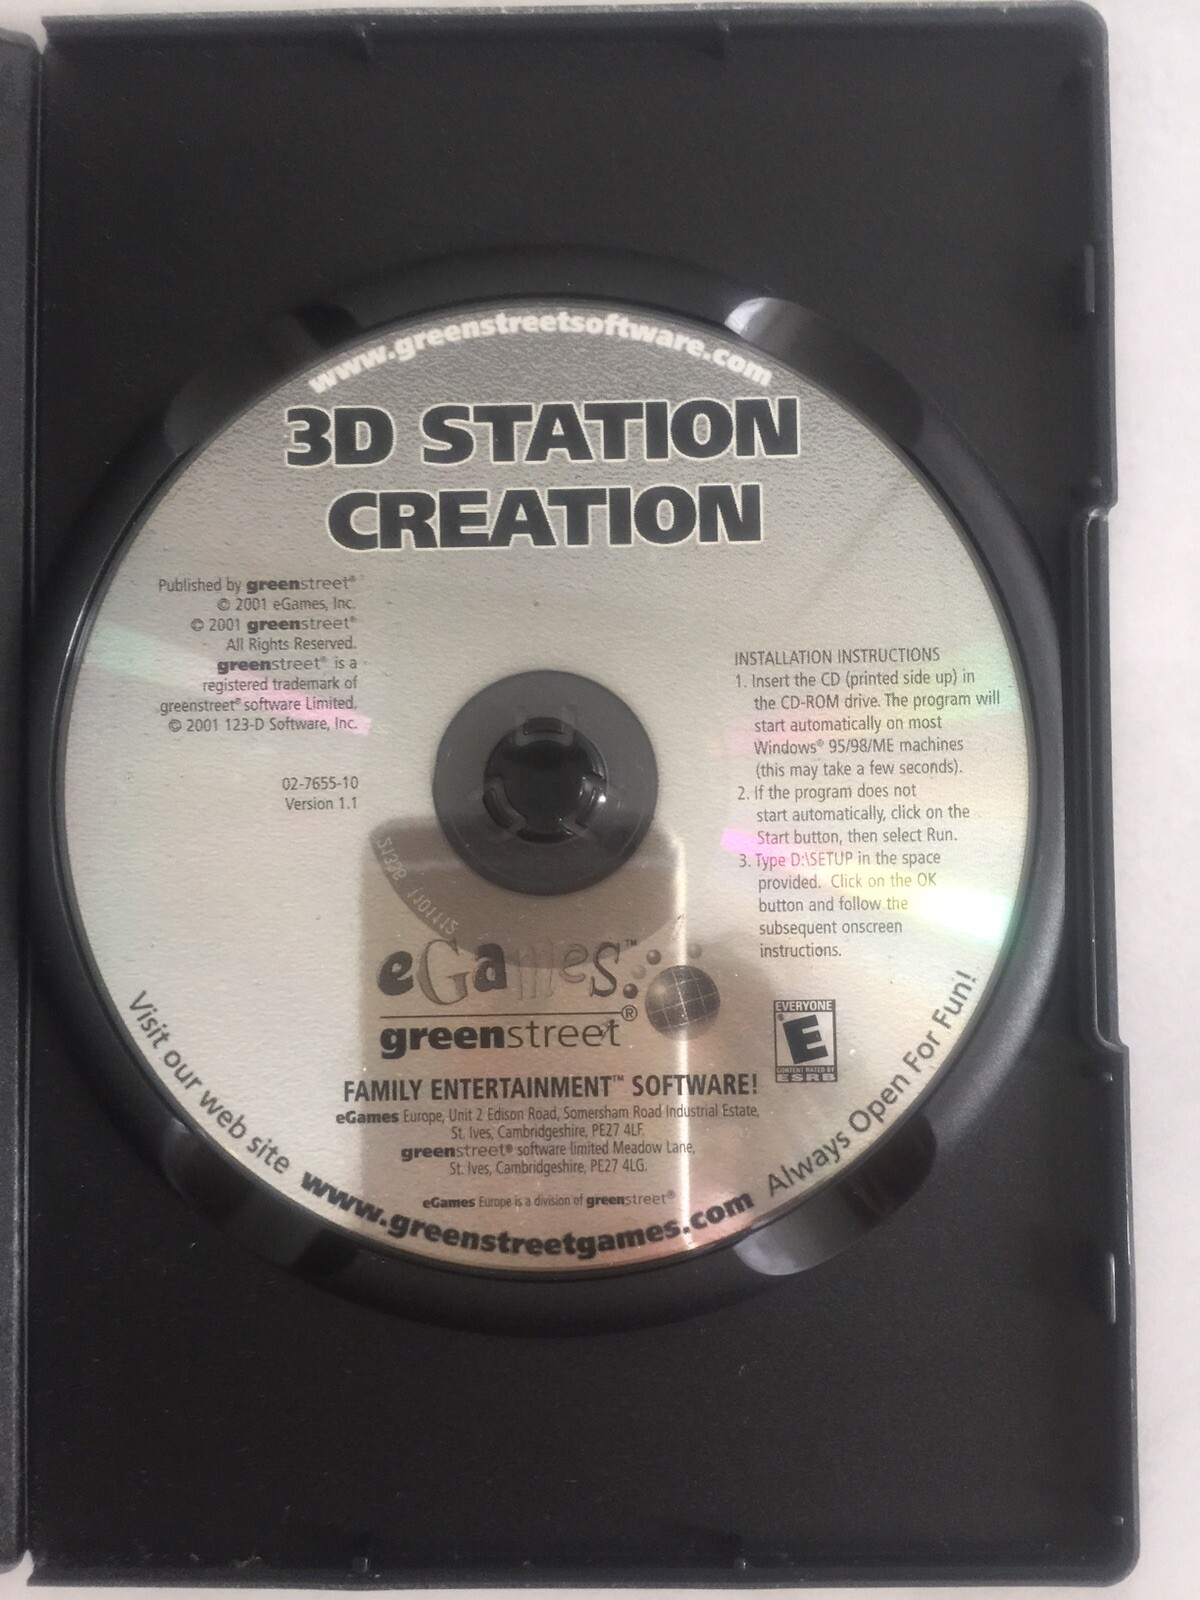 www.greenstreetsoftware.com
3D STATION
CREATION
Published by greenstreet®
© 2001 eGames, Inc.
© 2001 greenstreet®
All Rights Reserved.
greenstreet® is a
registered trademark of
greenstreet® software Limited.
© 2001 123-D Software, Inc.
02-7655-10
Version 1.1
INSTALLATION INSTRUCTIONS
1. Insert the CD (printed side up) in
the CD-ROM drive. The program will
start automatically on most
Windows® 95/98/ME machines
(this may take a few seconds).
2. If the program does not
start automatically, click on the
Start button, then select Run.
3. Type D:\SETUP in the space
provided. Click on the OK
button and follow the
subsequent onscreen
instructions.
eGames™
greenstreet®
EVERYONE
E
CONTENT RATED BY
ESRB
FAMILY ENTERTAINMENT™ SOFTWARE!
eGames Europe, Unit 2 Edison Road, Somersham Road Industrial Estate,
St. Ives, Cambridgeshire, PE27 4LF.
greenstreet® software limited Meadow Lane,
St. Ives, Cambridgeshire, PE27 4LG.
eGames Europe is a division of greenstreet®
Visit our web site www.greenstreetgames.com Always Open For Fun!